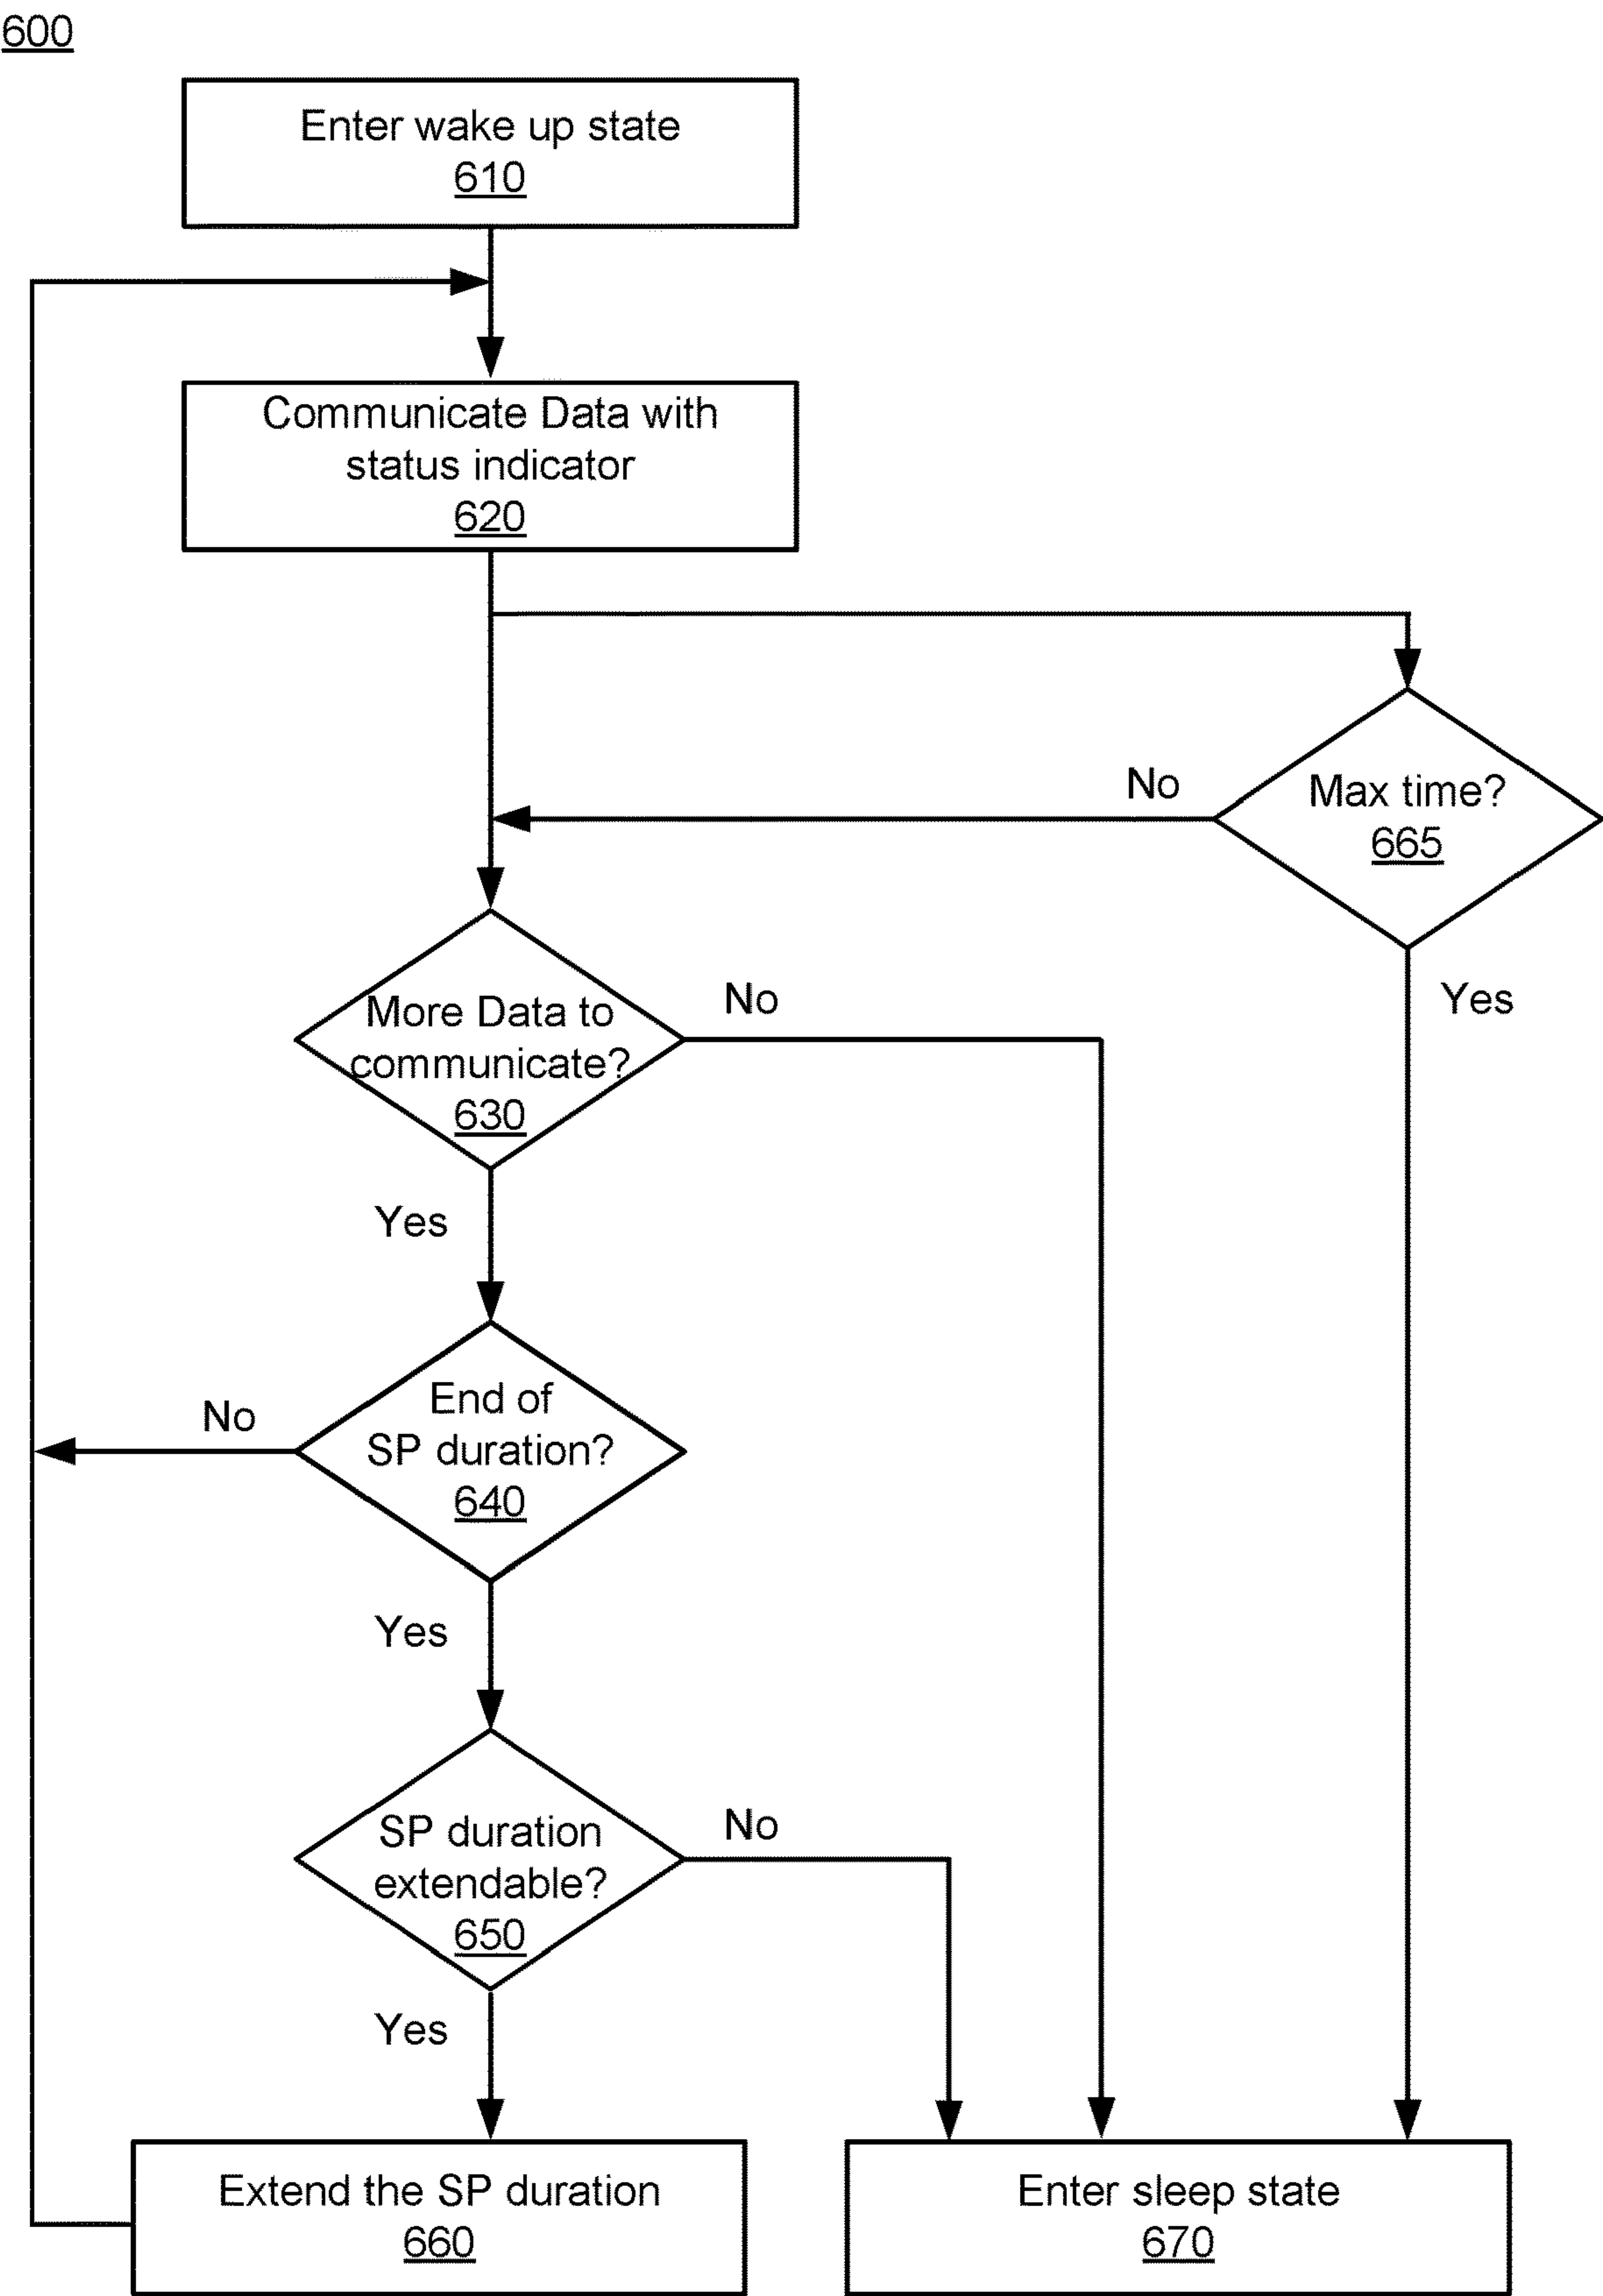 600
Enter wake up state
610
Communicate Data with
status indicator
620
No
Max time?
665
More Data to
communicate?
630
No
Yes
Yes
End of
SP duration?
640
No
Yes
SP duration
extendable?
650
No
Yes
Extend the SP duration
660
Enter sleep state
670